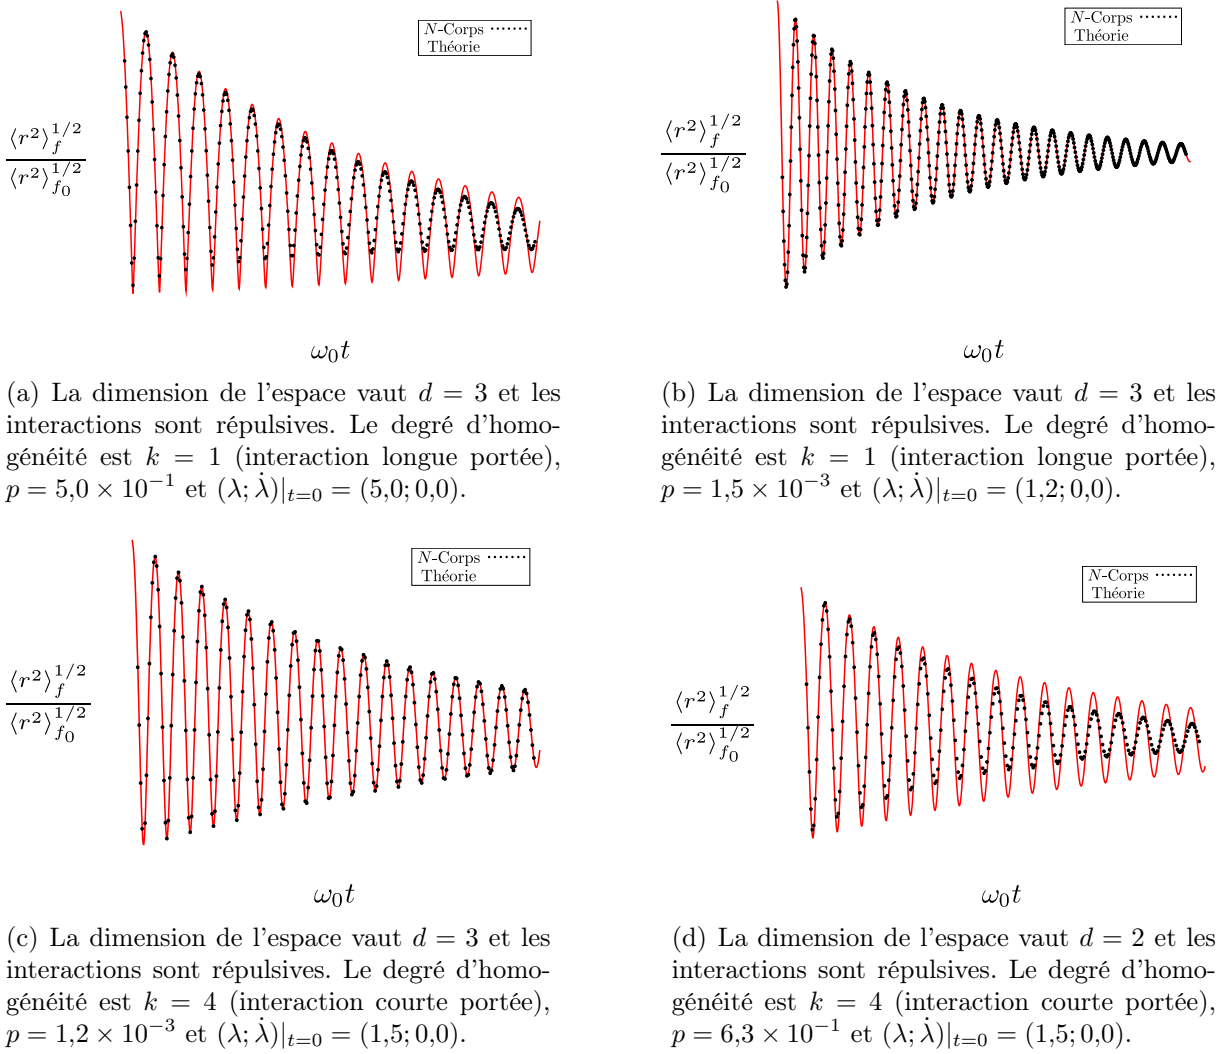 N-Corps ·······
Théorie
⟨r²⟩_f^{1/2}
⟨r²⟩_{f_0}^{1/2}
ω₀t
(a) La dimension de l'espace vaut d = 3 et les
interactions sont répulsives. Le degré d'homo-
généité est k = 1 (interaction longue portée),
p = 5,0 × 10⁻¹ et (λ; λ̇)|_{t=0} = (5,0; 0,0).
N-Corps ·······
Théorie
⟨r²⟩_f^{1/2}
⟨r²⟩_{f_0}^{1/2}
ω₀t
(b) La dimension de l'espace vaut d = 3 et les
interactions sont répulsives. Le degré d'homo-
généité est k = 1 (interaction longue portée),
p = 1,5 × 10⁻³ et (λ; λ̇)|_{t=0} = (1,2; 0,0).
N-Corps ·······
Théorie
⟨r²⟩_f^{1/2}
⟨r²⟩_{f_0}^{1/2}
ω₀t
(c) La dimension de l'espace vaut d = 3 et les
interactions sont répulsives. Le degré d'homo-
généité est k = 4 (interaction courte portée),
p = 1,2 × 10⁻³ et (λ; λ̇)|_{t=0} = (1,5; 0,0).
N-Corps ·······
Théorie
⟨r²⟩_f^{1/2}
⟨r²⟩_{f_0}^{1/2}
ω₀t
(d) La dimension de l'espace vaut d = 2 et les
interactions sont répulsives. Le degré d'homo-
généité est k = 4 (interaction courte portée),
p = 6,3 × 10⁻¹ et (λ; λ̇)|_{t=0} = (1,5; 0,0).